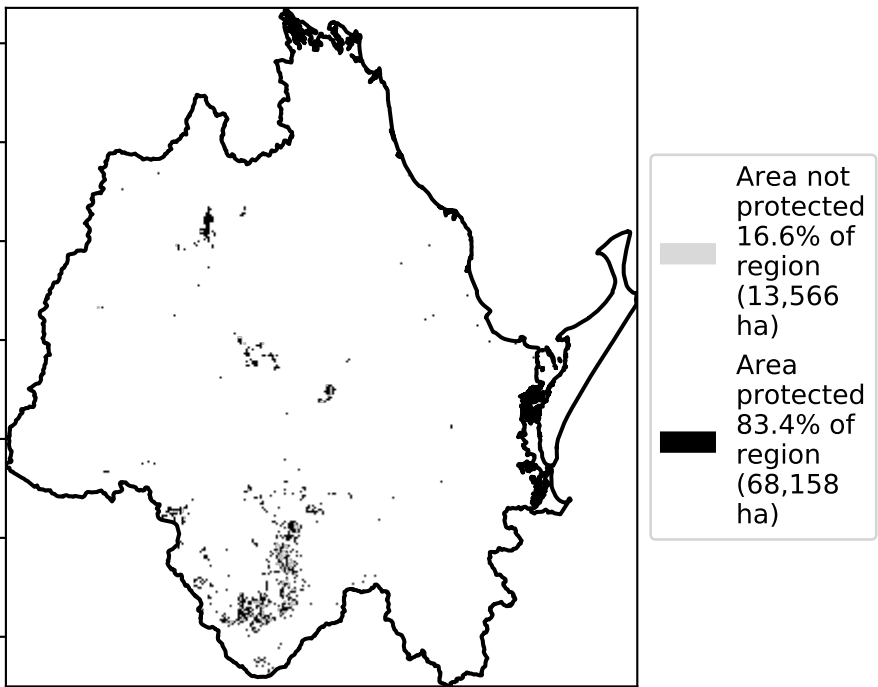 Area not
protected
16.6% of
region
(13,566
ha)
Area
protected
83.4% of
region
(68,158
ha)